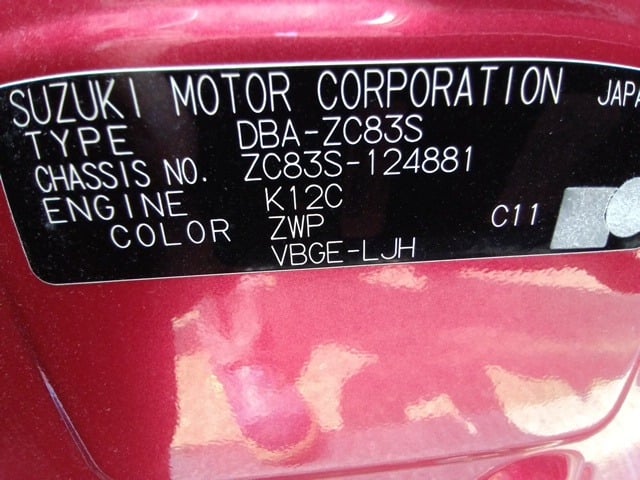 SUZUKI MOTOR CORPORATION JAPA
TYPE DBA-ZC83S
CHASSIS NO. ZC83S-124881
ENGINE K12C
COLOR ZWP C11
VBGE-LJH